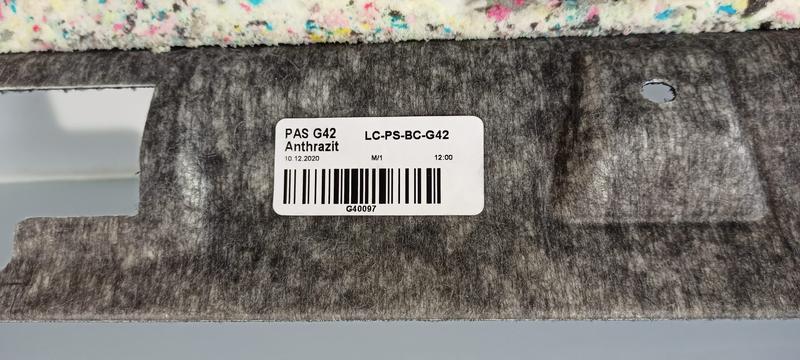 PAS G42 LC-PS-BC-G42
Anthrazit
10.12.2020 M/1 12:00
G40097